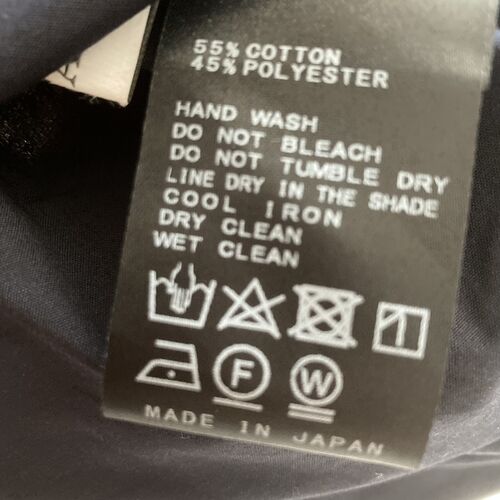 55% COTTON
45% POLYESTER
HAND WASH
DO NOT BLEACH
DO NOT TUMBLE DRY
LINE DRY IN THE SHADE
COOL IRON
DRY CLEAN
WET CLEAN
F W
MADE IN JAPAN